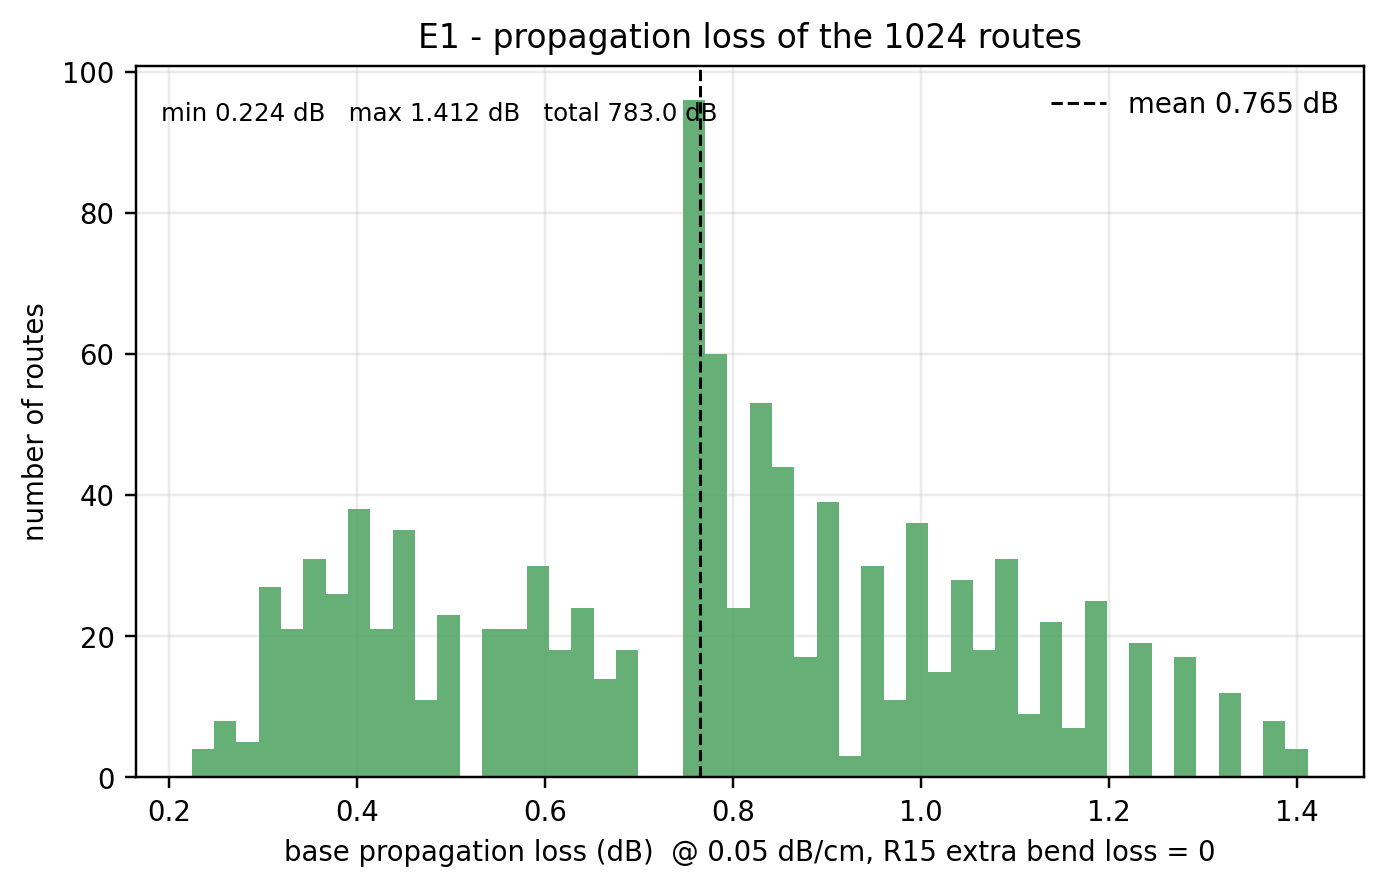 E1 - propagation loss of the 1024 routes
min 0.224 dB   max 1.412 dB   total 783.0 dB
mean 0.765 dB
number of routes
100
80
60
40
20
0
0.2 0.4 0.6 0.8 1.0 1.2 1.4
base propagation loss (dB)  @ 0.05 dB/cm, R15 extra bend loss = 0